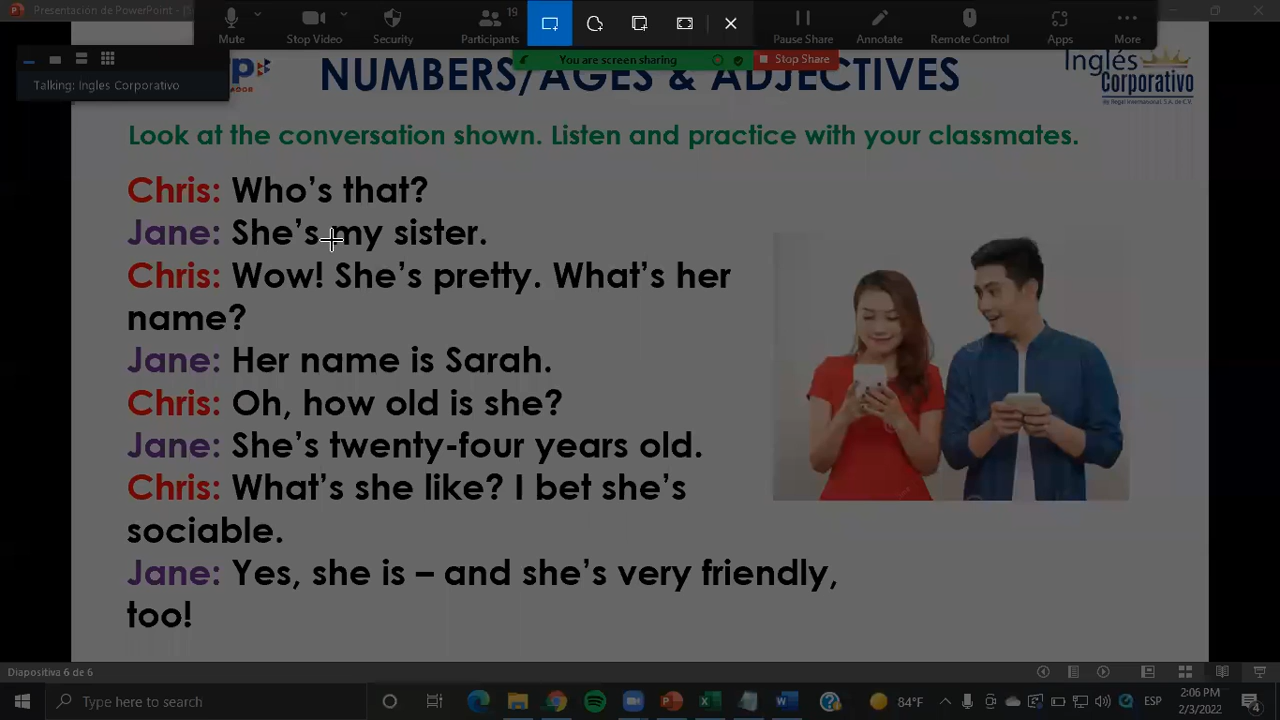 Presentación de PowerPoint - [
19
Mute
Stop Video
Security
Participants
Pause Share
Annotate
Remote Control
Apps
More
You are screen sharing
Stop Share
Talking: Ingles Corporativo
NUMBERS/AGES & ADJECTIVES
Inglés
Corporativo
Look at the conversation shown. Listen and practice with your classmates.
Chris: Who's that?
Jane: She's my sister.
Chris: Wow! She's pretty. What's her
name?
Jane: Her name is Sarah.
Chris: Oh, how old is she?
Jane: She's twenty-four years old.
Chris: What's she like? I bet she's
sociable.
Jane: Yes, she is – and she's very friendly,
too!
Diapositiva 6 de 6
Type here to search
84°F
ESP
2:06 PM
2/3/2022
4